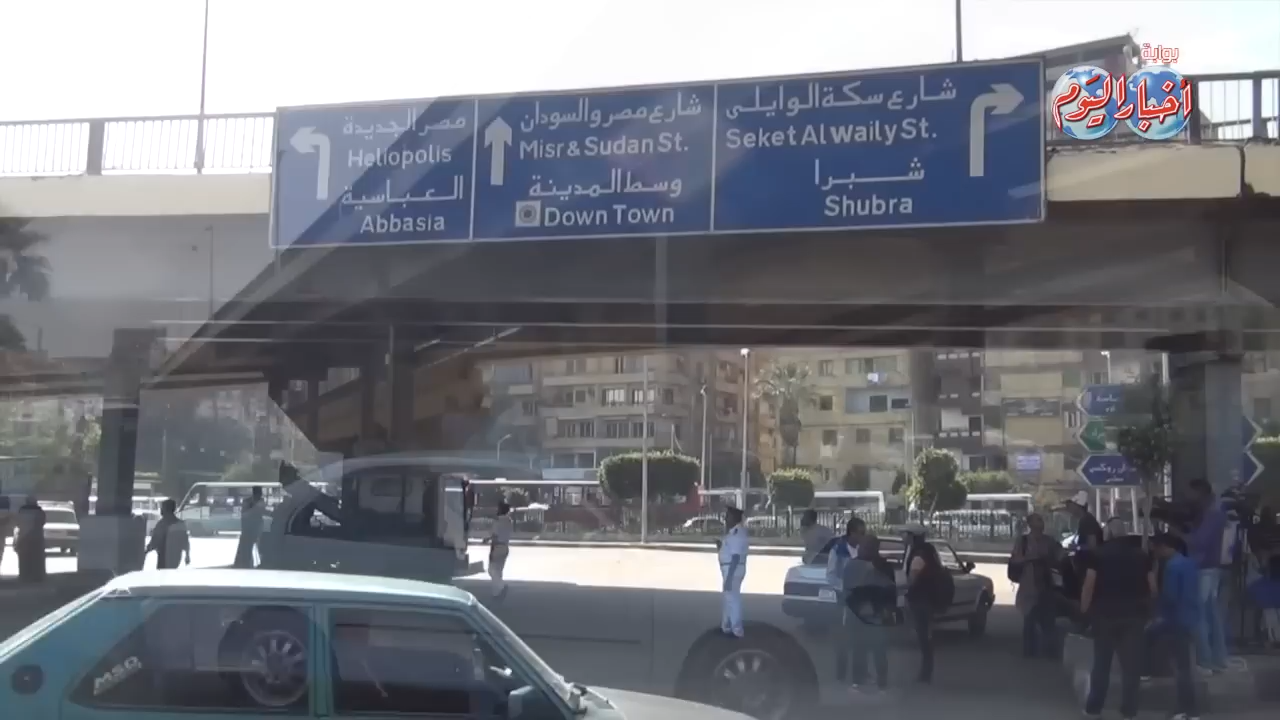 بوابة
أخبار اليوم
مصر الجديدة
Heliopolis
العباسية
Abbasia
شارع مصر والسودان
Misr & Sudan St.
وسط المدينة
Down Town
شارع سكة الوايلى
Seket Al Waily St.
شبرا
Shubra